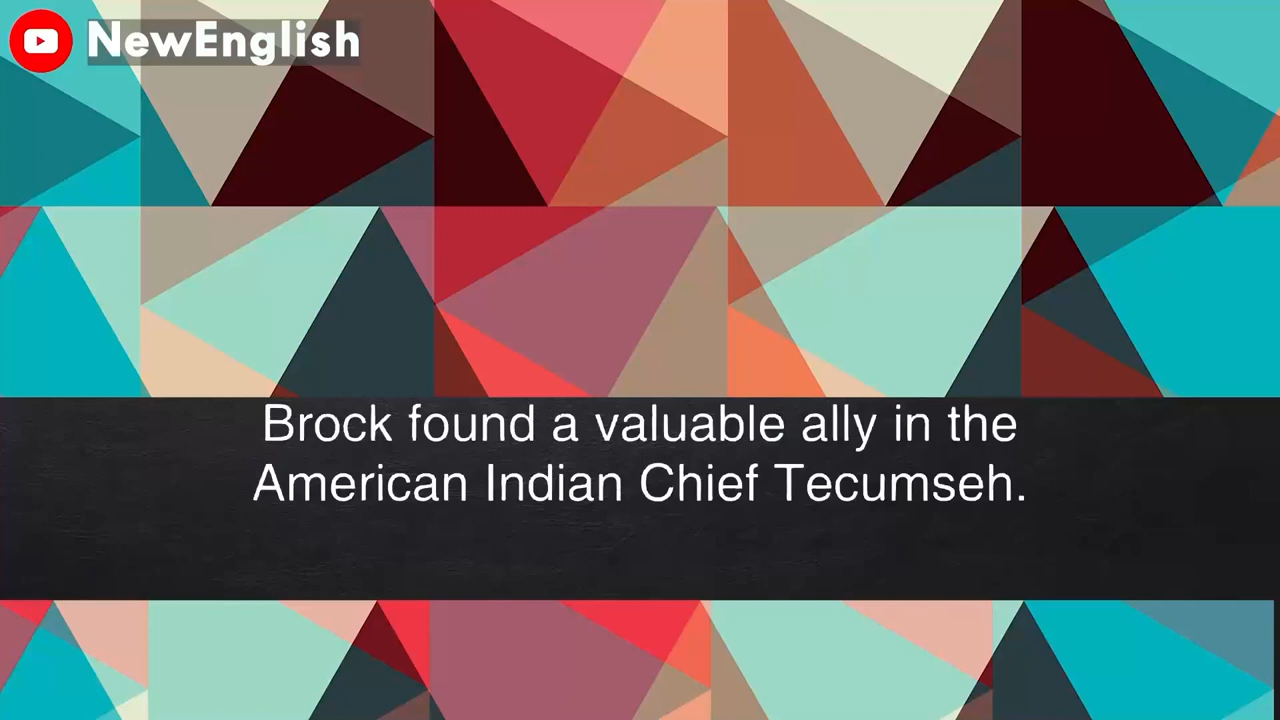 NewEnglish
Brock found a valuable ally in the
American Indian Chief Tecumseh.